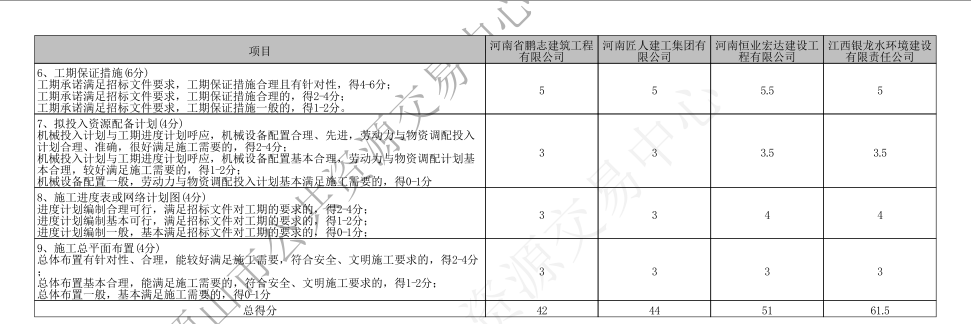 项目
河南省鹏志建筑工程
有限公司
河南匠人建工集团有
限公司
河南恒业宏达建设工
程有限公司
江西银龙水环境建设
有限责任公司
6、工期保证措施(6分)
工期承诺满足招标文件要求, 工期保证措施合理且有针对性, 得4-6分;
工期承诺满足招标文件要求, 工期保证措施合理的, 得2-4分;
工期承诺满足招标文件要求, 工期保证措施一般的, 得1-2分。
5
5
5.5
5
7、拟投入资源配备计划(4分)
机械投入计划与工期进度计划呼应, 机械设备配置合理、先进, 劳动力与物资调配投入
计划合理、准确, 很好满足施工需要的, 得2-4分;
机械投入计划与工期进度计划呼应, 机械设备配置基本合理, 劳动力与物资调配计划基
本合理, 较好满足施工需要的, 得1-2分;
机械设备配置一般, 劳动力与物资调配投入计划基本满足施工需要的, 得0-1分
3
3
3.5
3.5
8、施工进度表或网络计划图(4分)
进度计划编制合理可行, 满足招标文件对工期的要求的, 得2-4分;
进度计划编制基本可行, 满足招标文件对工期的要求的, 得1-2分;
进度计划编制一般, 基本满足招标文件对工期的要求的, 得0-1分;
3
3
4
4
9、施工总平面布置(4分)
总体布置有针对性、合理, 能较好满足施工需要, 符合安全、文明施工要求的, 得2-4分
;
总体布置基本合理, 能满足施工需要的, 符合安全、文明施工要求的, 得1-2分;
总体布置一般, 基本满足施工需要的, 得0-1分
3
3
3
3
总得分
42
44
51
61.5
山市公共资源交易中心
资源交易中心